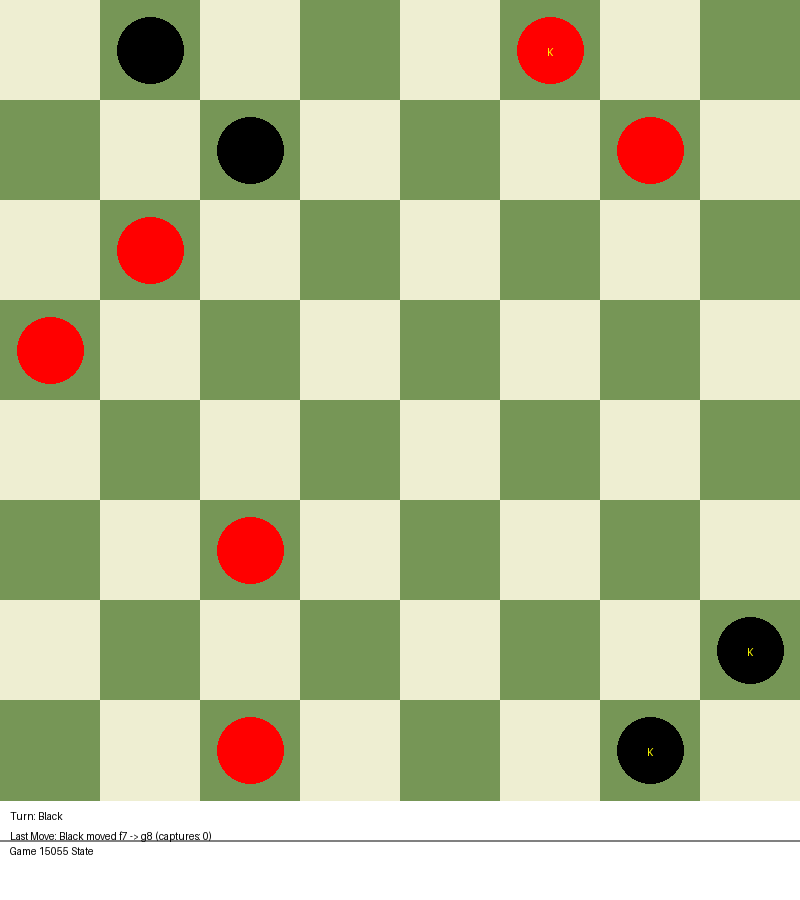 K
K
K
Turn: Black
Last Move: Black moved f7 -> g8 (captures: 0)
Game 15055 State